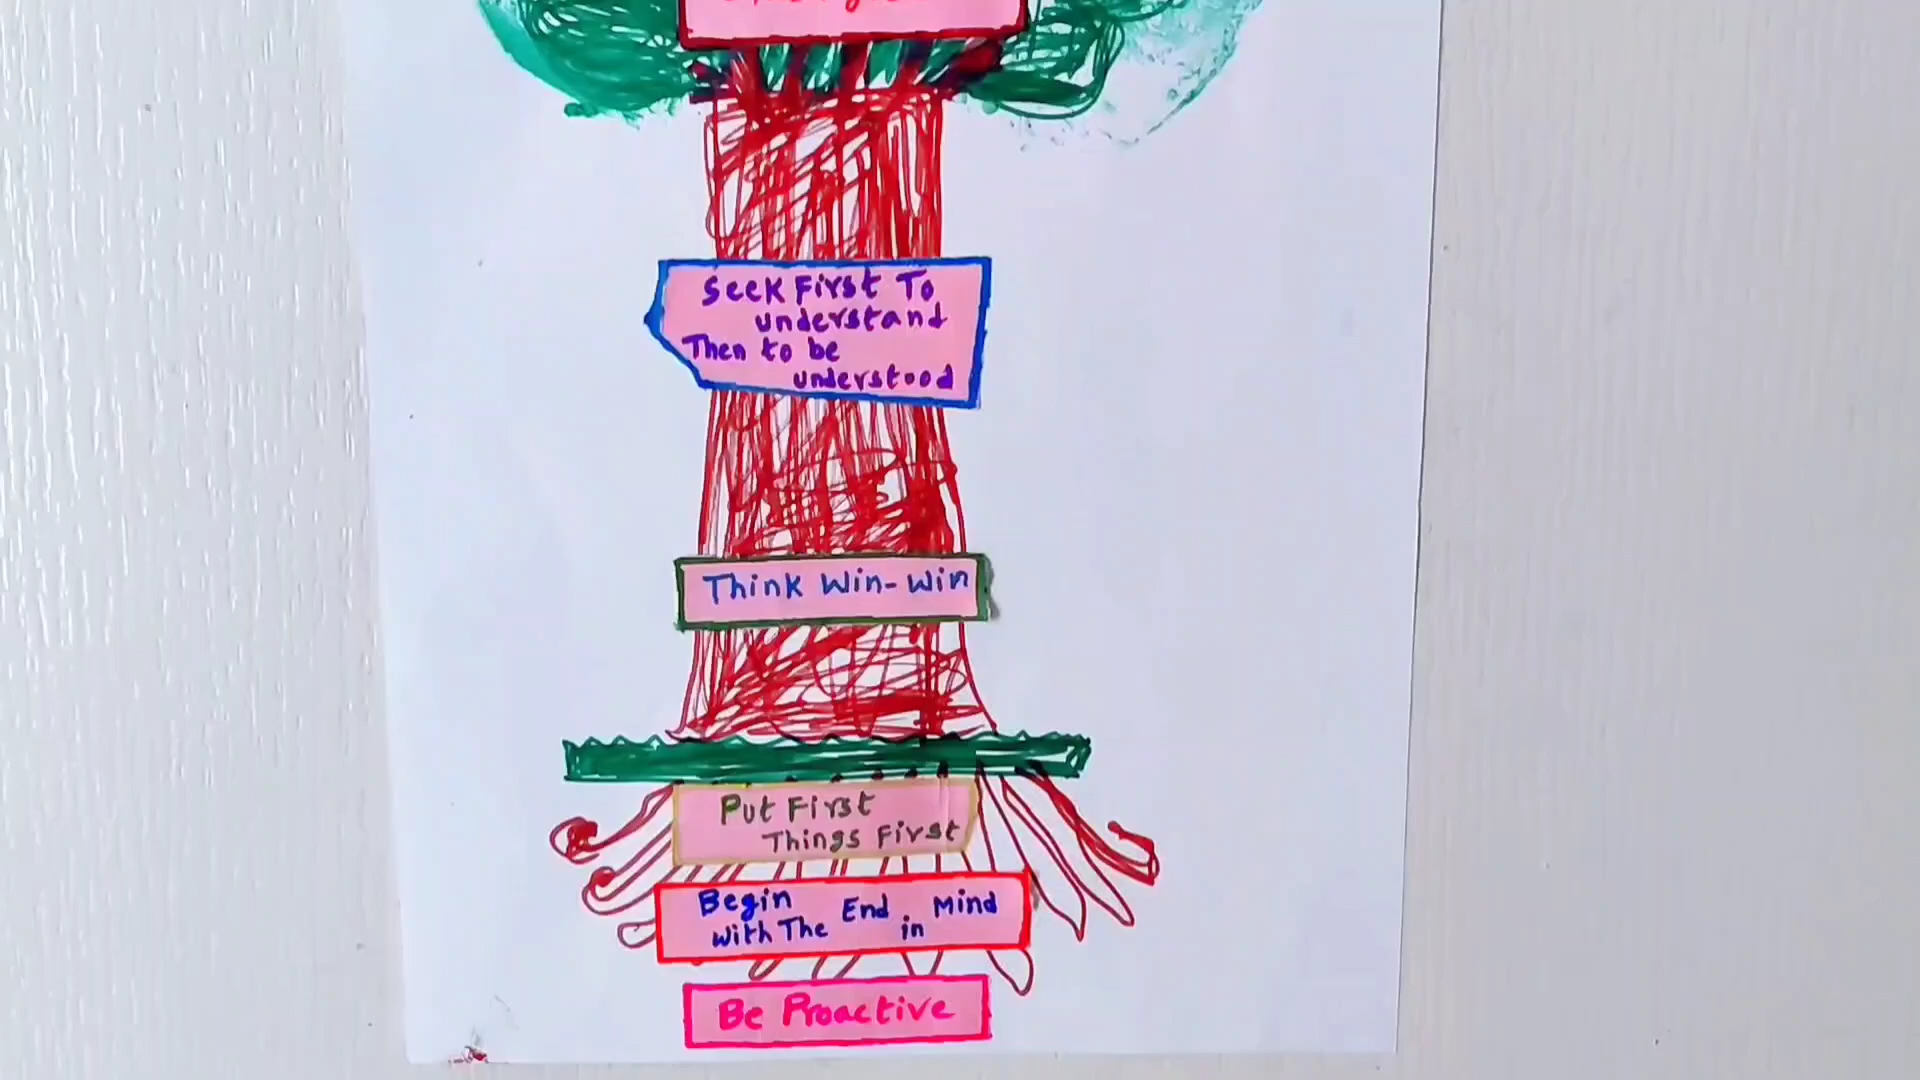 Seek First To
understand
Then to be
understood
Think Win-Win
Put First
Things First
Begin
With The End in Mind
Be Proactive